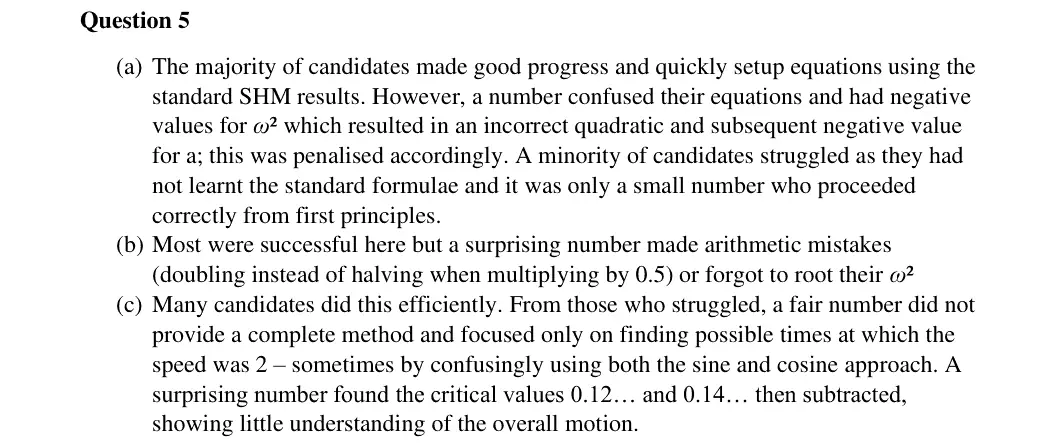 Question 5
(a) The majority of candidates made good progress and quickly setup equations using the
standard SHM results. However, a number confused their equations and had negative
values for ω² which resulted in an incorrect quadratic and subsequent negative value
for a; this was penalised accordingly. A minority of candidates struggled as they had
not learnt the standard formulae and it was only a small number who proceeded
correctly from first principles.
(b) Most were successful here but a surprising number made arithmetic mistakes
(doubling instead of halving when multiplying by 0.5) or forgot to root their ω²
(c) Many candidates did this efficiently. From those who struggled, a fair number did not
provide a complete method and focused only on finding possible times at which the
speed was 2 – sometimes by confusingly using both the sine and cosine approach. A
surprising number found the critical values 0.12… and 0.14… then subtracted,
showing little understanding of the overall motion.